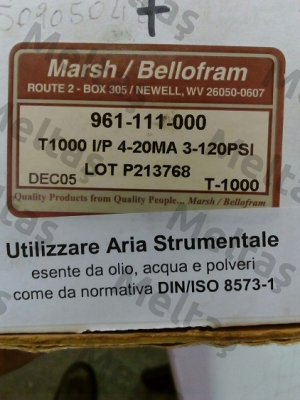 5090504 +
Marsh / Bellofram
ROUTE 2 - BOX 305 / NEWELL, WV 26050-0607
961-111-000
T1000 I/P 4-20MA 3-120PSI
LOT P213768
DEC05
T-1000
Quality Products from Quality People... Marsh / Bellofram
Utilizzare Aria Strumentale
esente da olio, acqua e polveri
come da normativa DIN/ISO 8573-1
Meltaş